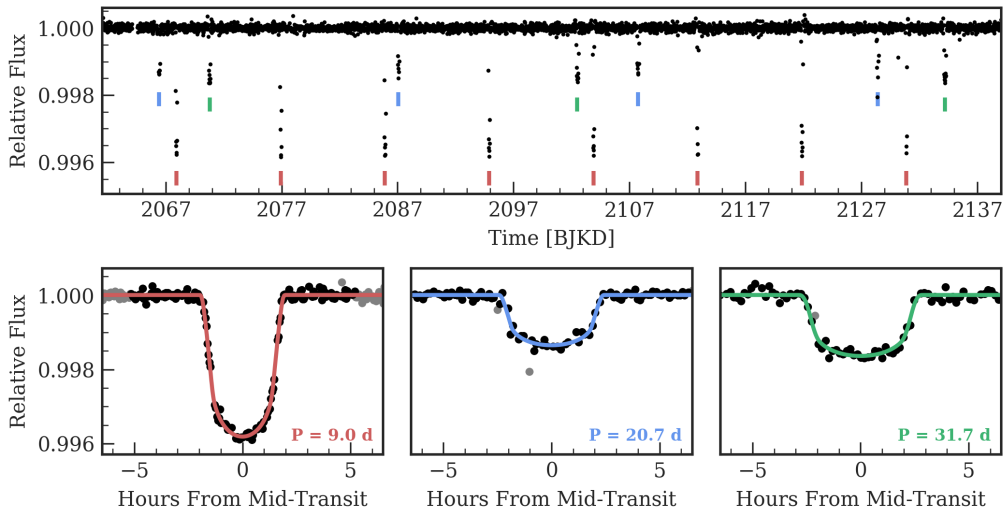 Relative Flux
1.000
0.998
0.996
2067 2077 2087 2097 2107 2117 2127 2137
Time [BJKD]
Relative Flux
1.000
0.998
0.996
P = 9.0 d
P = 20.7 d
P = 31.7 d
−5 0 5
−5 0 5
−5 0 5
Hours From Mid-Transit
Hours From Mid-Transit
Hours From Mid-Transit